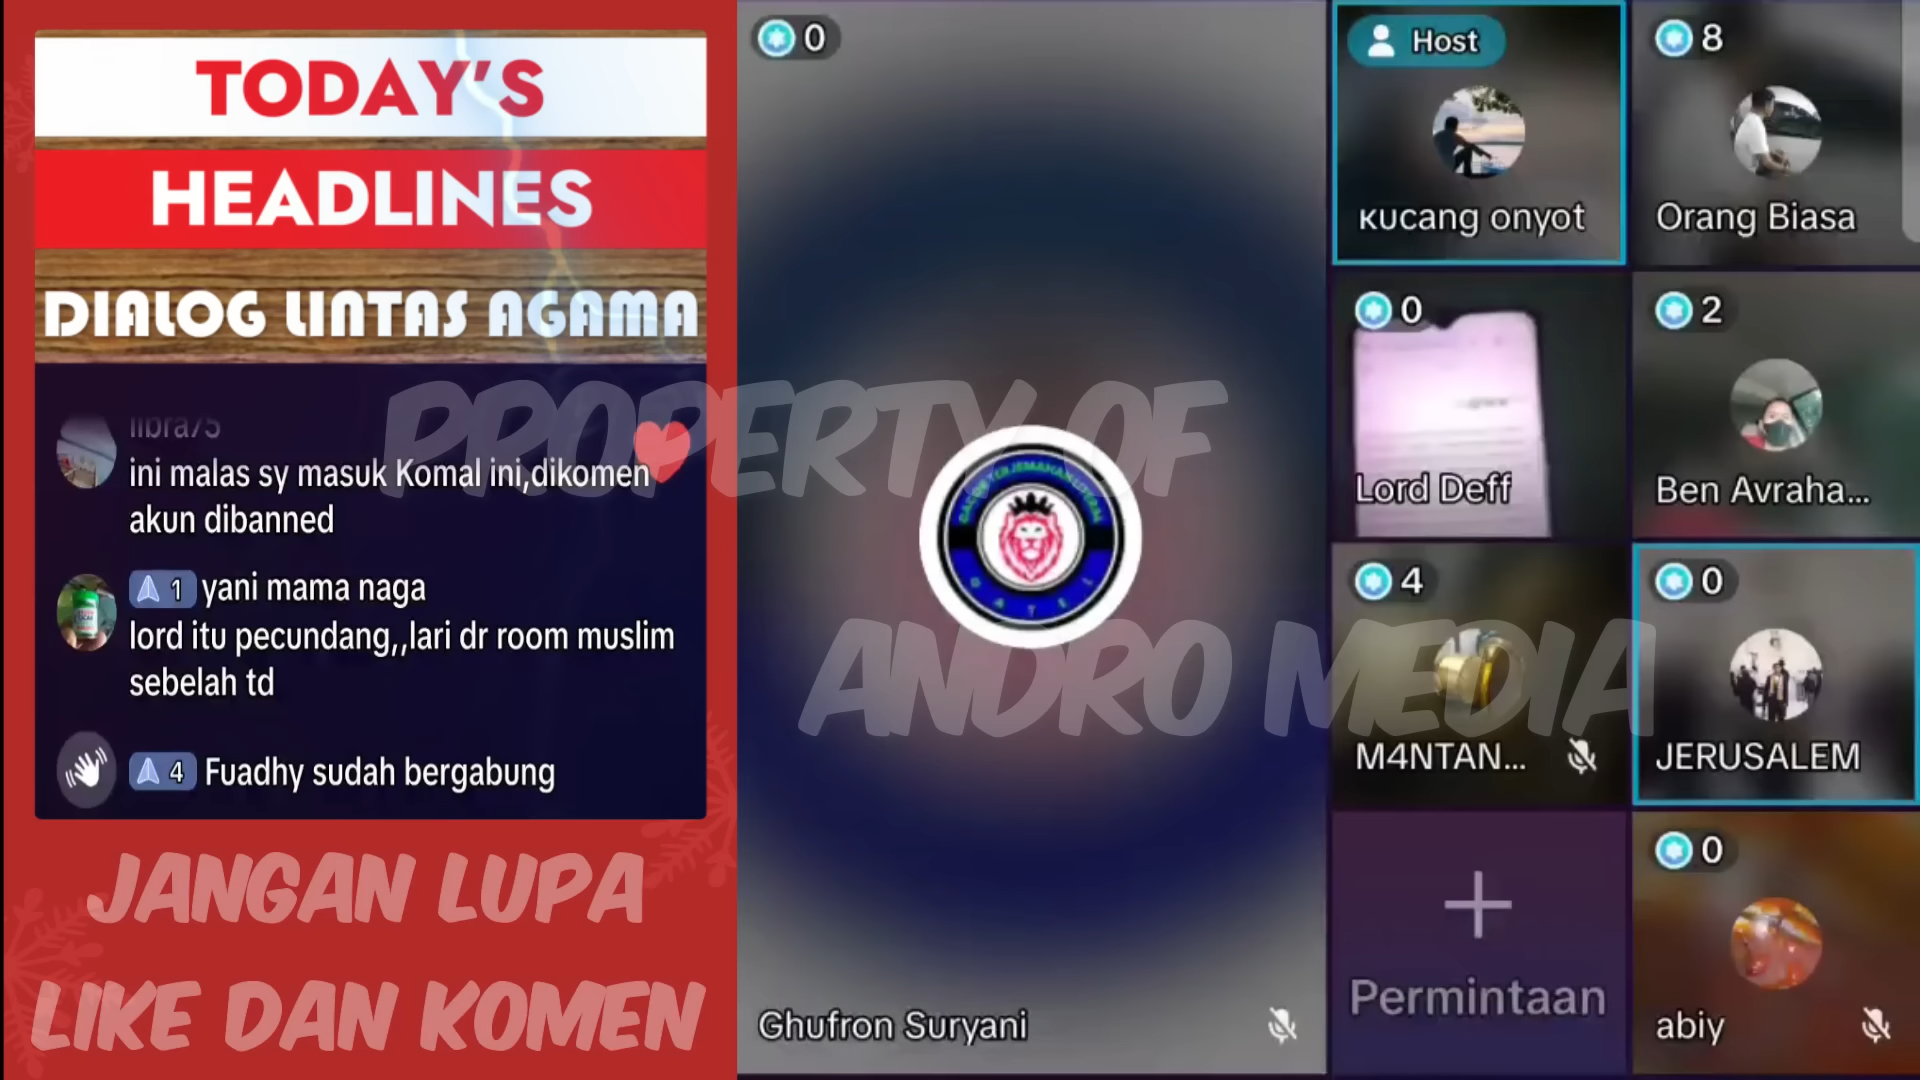 TODAY'S
HEADLINES
DIALOG LINTAS AGAMA
libra75
ini malas sy masuk Komal ini,dikomen
akun dibanned
1 yani mama naga
lord itu pecundang,,lari dr room muslim
sebelah td
4 Fuadhy sudah bergabung
JANGAN LUPA
LIKE DAN KOMEN
PROPERTY OF
ANDRO MEDIA
0
Ghufron Suryani
Host
кucang onyot
8
Orang Biasa
0
Lord Deff
2
Ben Avraha...
4
M4NTAN...
0
JERUSALEM
Permintaan
0
abiy